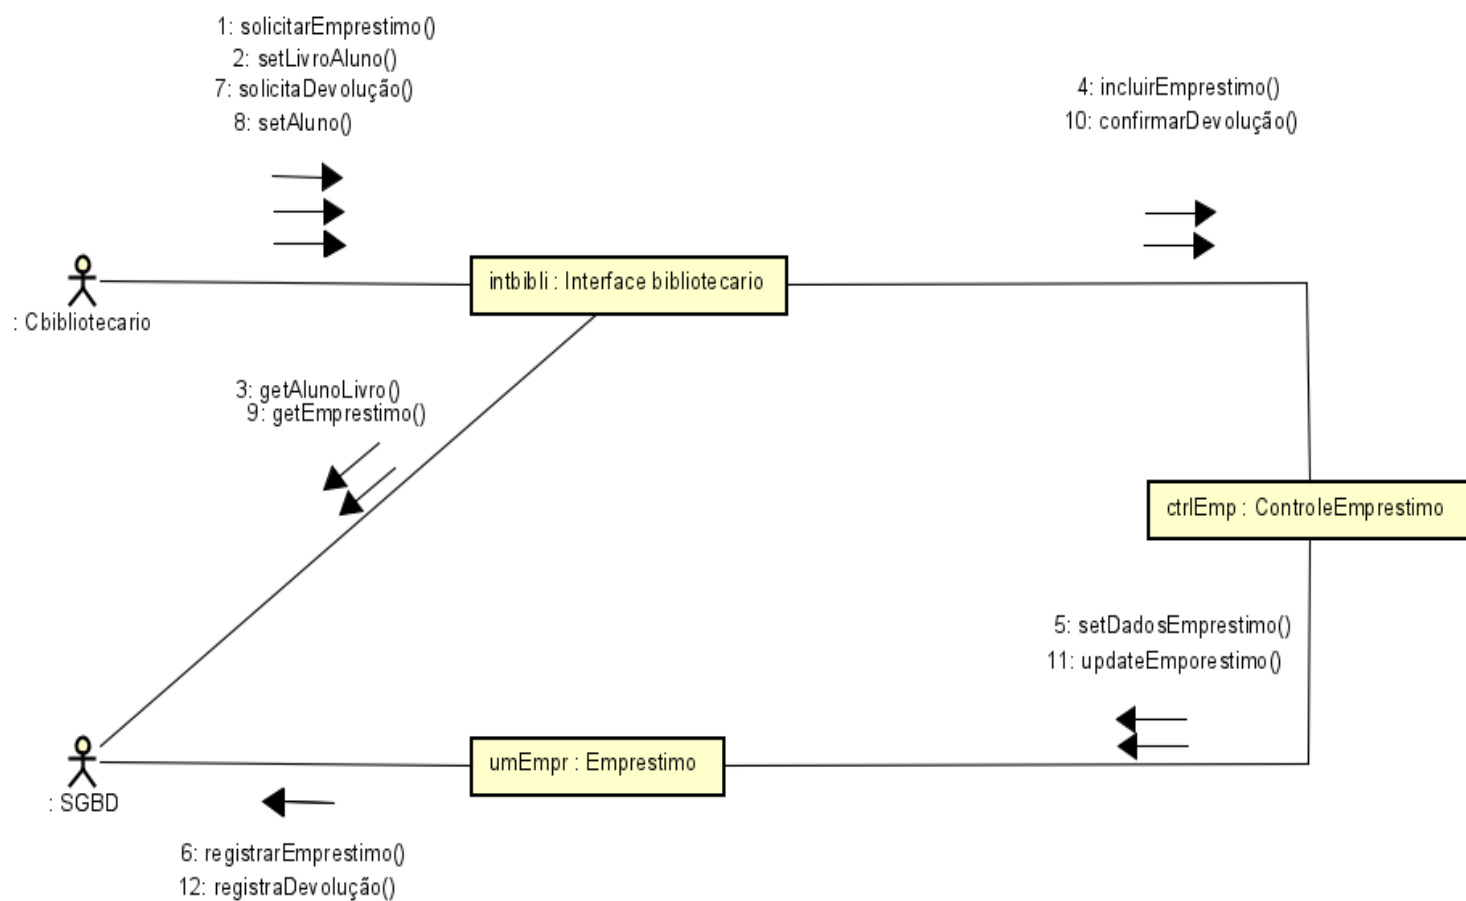 1: solicitarEmprestimo()
2: setLivroAluno()
7: solicitaDevolução()
8: setAluno()
4: incluirEmprestimo()
10: confirmarDevolução()
intbibli : Interface bibliotecario
: Cbibliotecario
3: getAlunoLivro()
9: getEmprestimo()
ctrlEmp : ControleEmprestimo
5: setDadosEmprestimo()
11: updateEmporestimo()
umEmpr : Emprestimo
: SGBD
6: registrarEmprestimo()
12: registraDevolução()